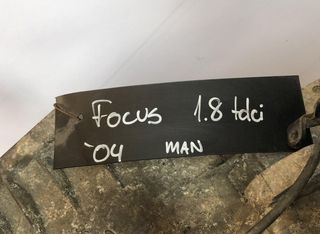 Focus 1.8 tdci
'04 MAN